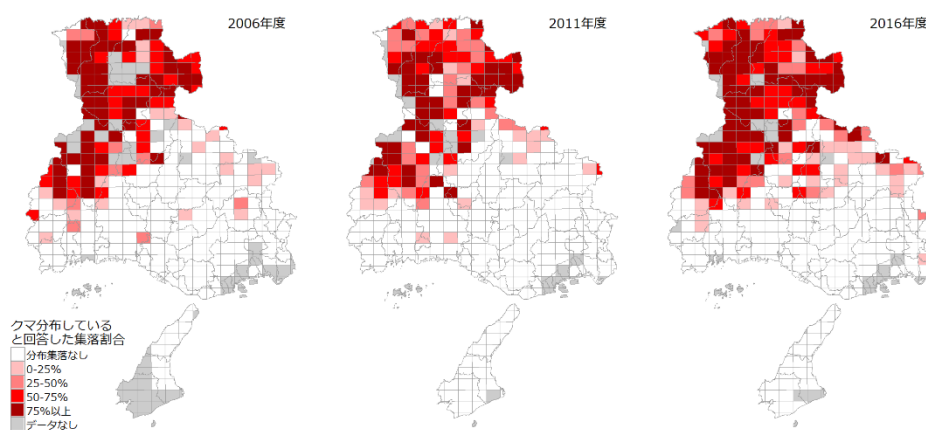 2006年度
2011年度
2016年度
クマ分布している
と回答した集落割合
分布集落なし
0-25%
25-50%
50-75%
75%以上
データなし